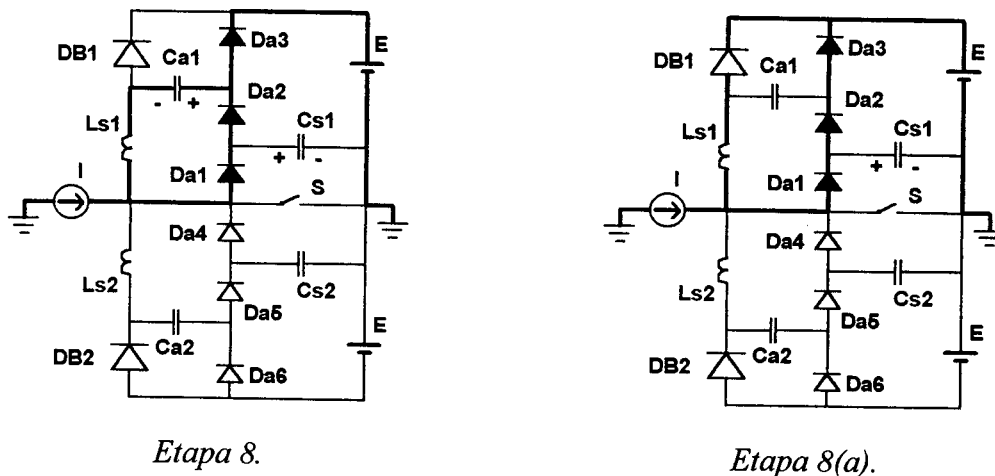 DB1
Ca1
Da3
E
Da2
- +
Ls1
Cs1
+ -
I
Da1
S
Da4
Ls2
Cs2
Da5
E
Ca2
DB2
Da6
Etapa 8.
DB1
Ca1
Da3
E
Da2
Ls1
Cs1
+ -
I
Da1
S
Da4
Ls2
Cs2
Da5
E
Ca2
DB2
Da6
Etapa 8(a).